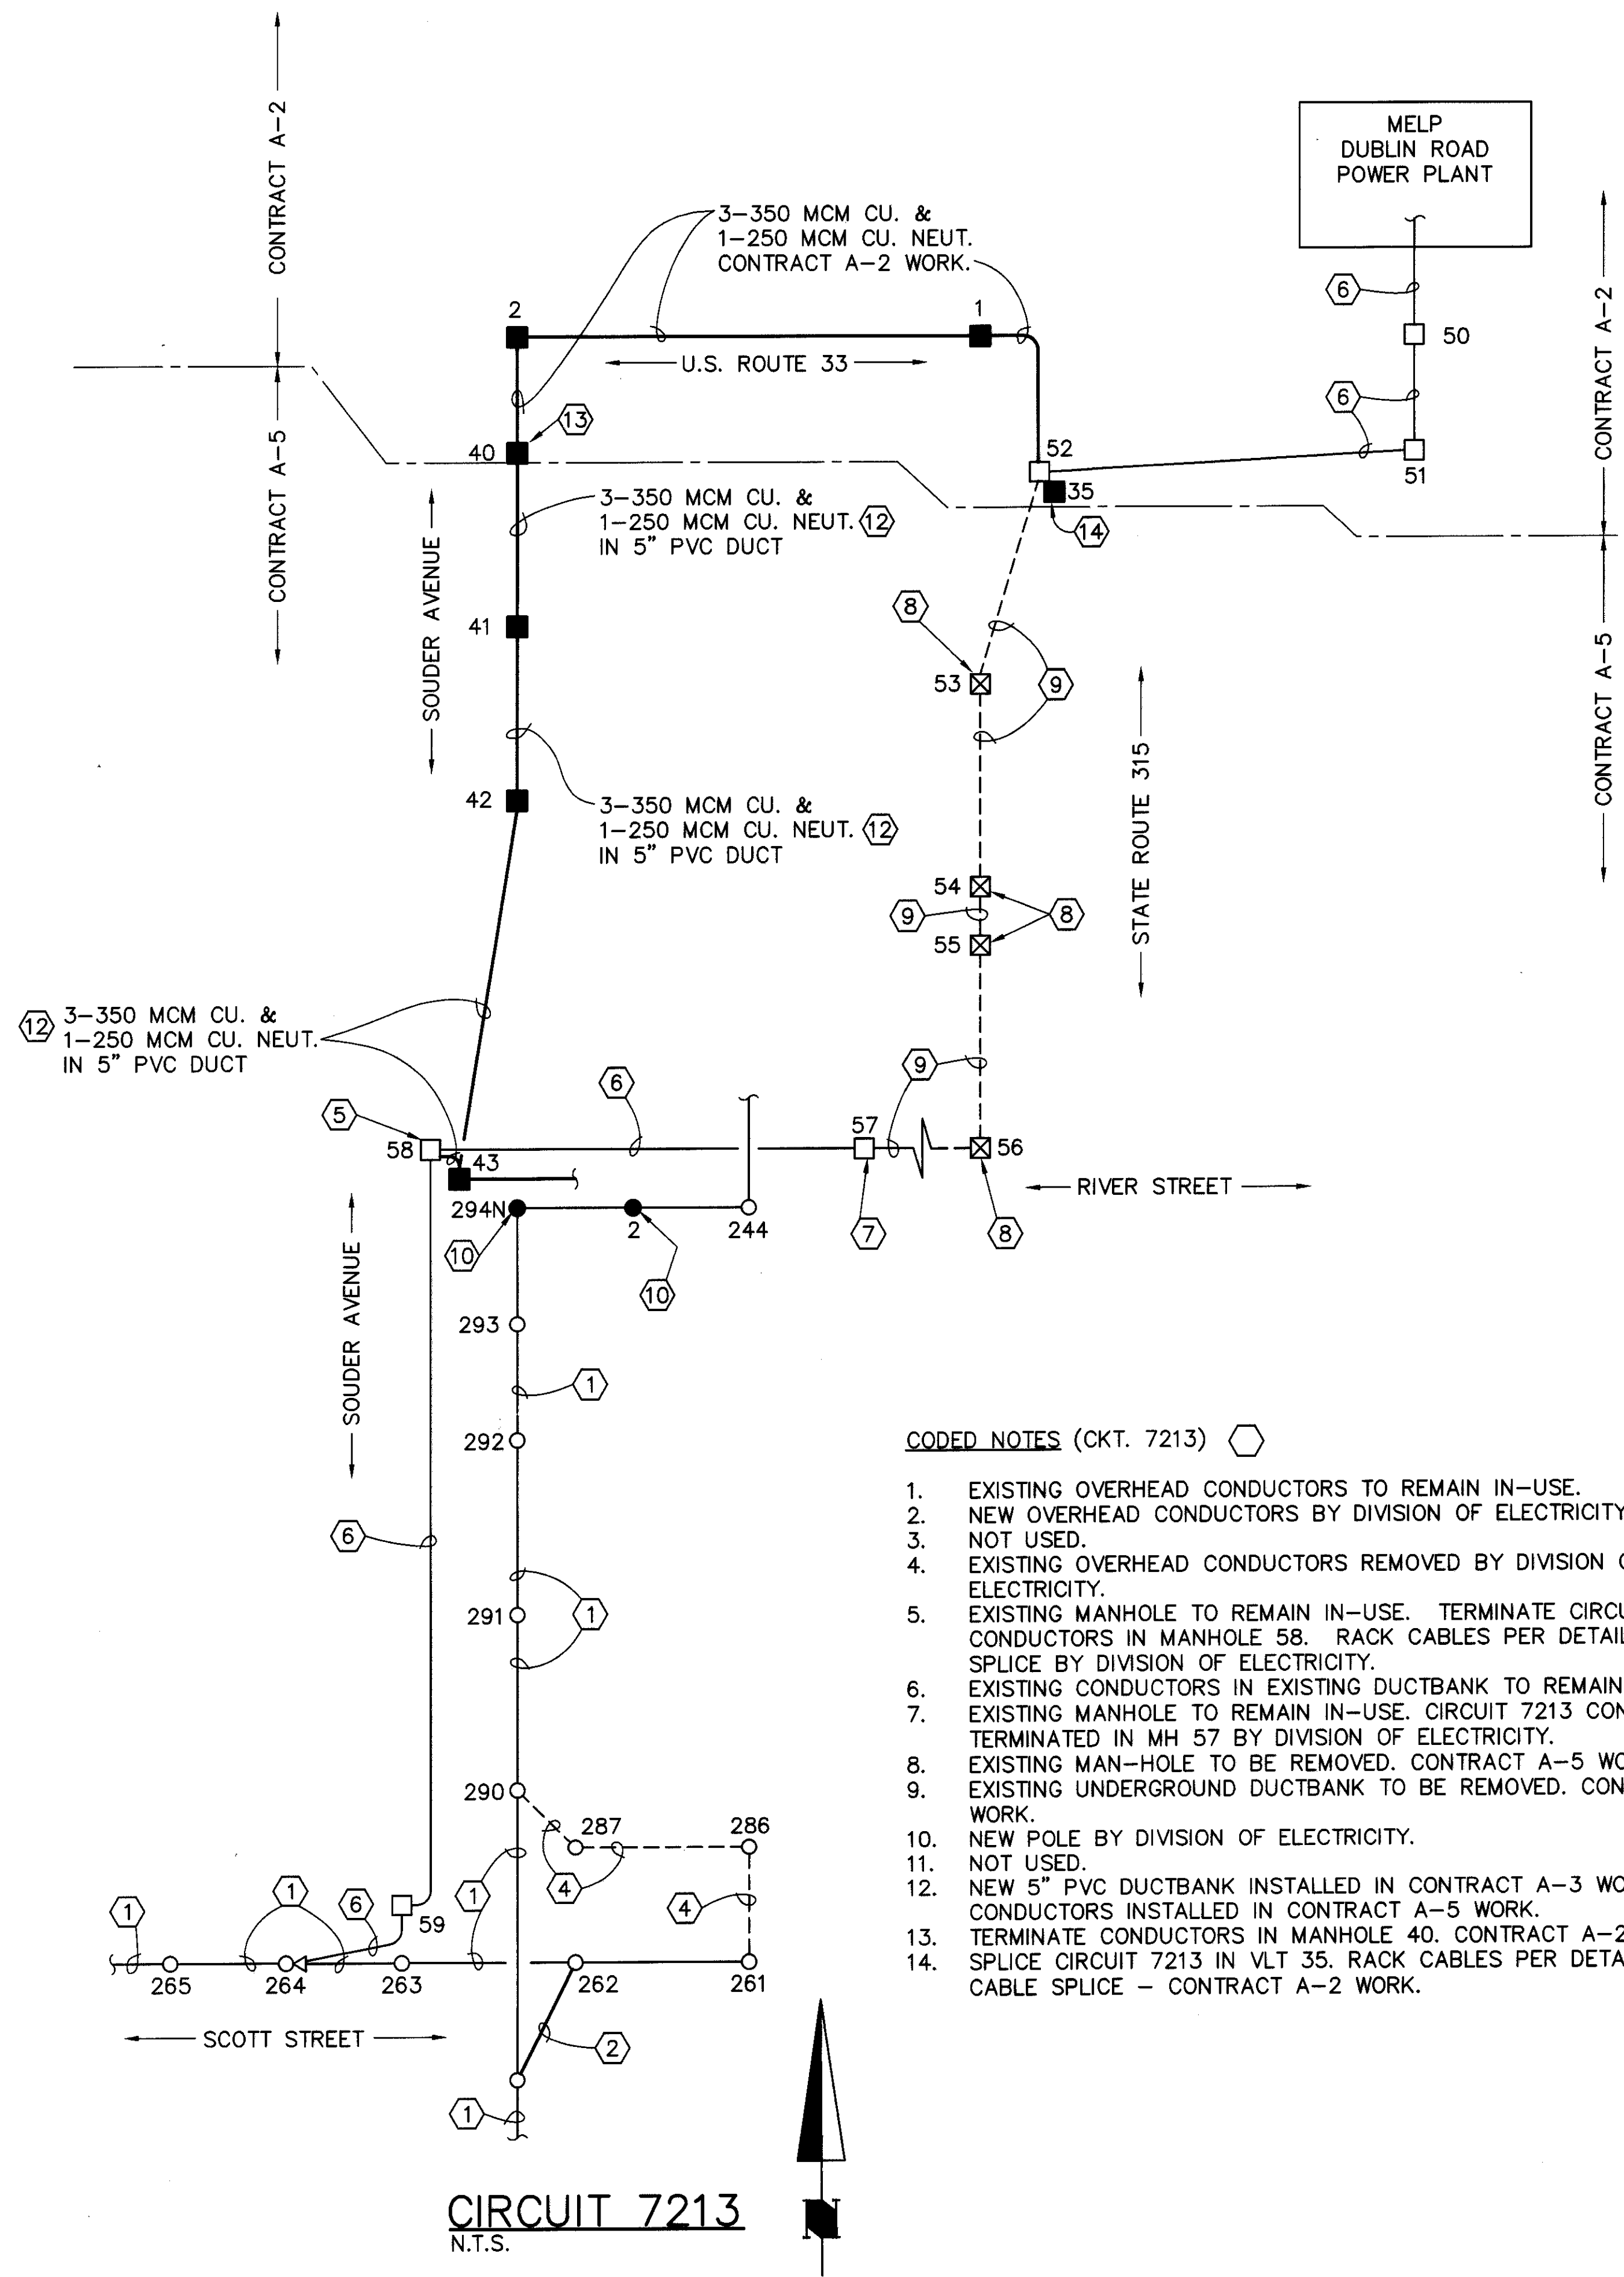 CONTRACT A-2
CONTRACT A-5
MELP
DUBLIN ROAD
POWER PLANT
CONTRACT A-2
CONTRACT A-5
3-350 MCM CU. &
1-250 MCM CU. NEUT.
CONTRACT A-2 WORK.
6
50
2
1
U.S. ROUTE 33
6
13
40
52
51
35
14
3-350 MCM CU. &
1-250 MCM CU. NEUT. 12
IN 5" PVC DUCT
SOUDER AVENUE
8
41
53
9
STATE ROUTE 315
42
3-350 MCM CU. &
1-250 MCM CU. NEUT. 12
IN 5" PVC DUCT
54
9
8
55
12 3-350 MCM CU. &
1-250 MCM CU. NEUT.
IN 5" PVC DUCT
6
9
5
58
57
56
43
RIVER STREET
294N
2
244
7
8
10
10
SOUDER AVENUE
293
1
292
6
291
1
290
287
286
1
4
4
1
1
6
59
1
265
264
263
262
261
SCOTT STREET
2
1
CODED NOTES (CKT. 7213)
1. EXISTING OVERHEAD CONDUCTORS TO REMAIN IN-USE.
2. NEW OVERHEAD CONDUCTORS BY DIVISION OF ELECTRICITY
3. NOT USED.
4. EXISTING OVERHEAD CONDUCTORS REMOVED BY DIVISION
ELECTRICITY.
5. EXISTING MANHOLE TO REMAIN IN-USE. TERMINATE CIRCU
CONDUCTORS IN MANHOLE 58. RACK CABLES PER DETAIL
SPLICE BY DIVISION OF ELECTRICITY.
6. EXISTING CONDUCTORS IN EXISTING DUCTBANK TO REMAIN
7. EXISTING MANHOLE TO REMAIN IN-USE. CIRCUIT 7213 CON
TERMINATED IN MH 57 BY DIVISION OF ELECTRICITY.
8. EXISTING MAN-HOLE TO BE REMOVED. CONTRACT A-5 WO
9. EXISTING UNDERGROUND DUCTBANK TO BE REMOVED. CON
WORK.
10. NEW POLE BY DIVISION OF ELECTRICITY.
11. NOT USED.
12. NEW 5" PVC DUCTBANK INSTALLED IN CONTRACT A-3 WO
CONDUCTORS INSTALLED IN CONTRACT A-5 WORK.
13. TERMINATE CONDUCTORS IN MANHOLE 40. CONTRACT A-2
14. SPLICE CIRCUIT 7213 IN VLT 35. RACK CABLES PER DETA
CABLE SPLICE - CONTRACT A-2 WORK.
CIRCUIT 7213
N.T.S.
N